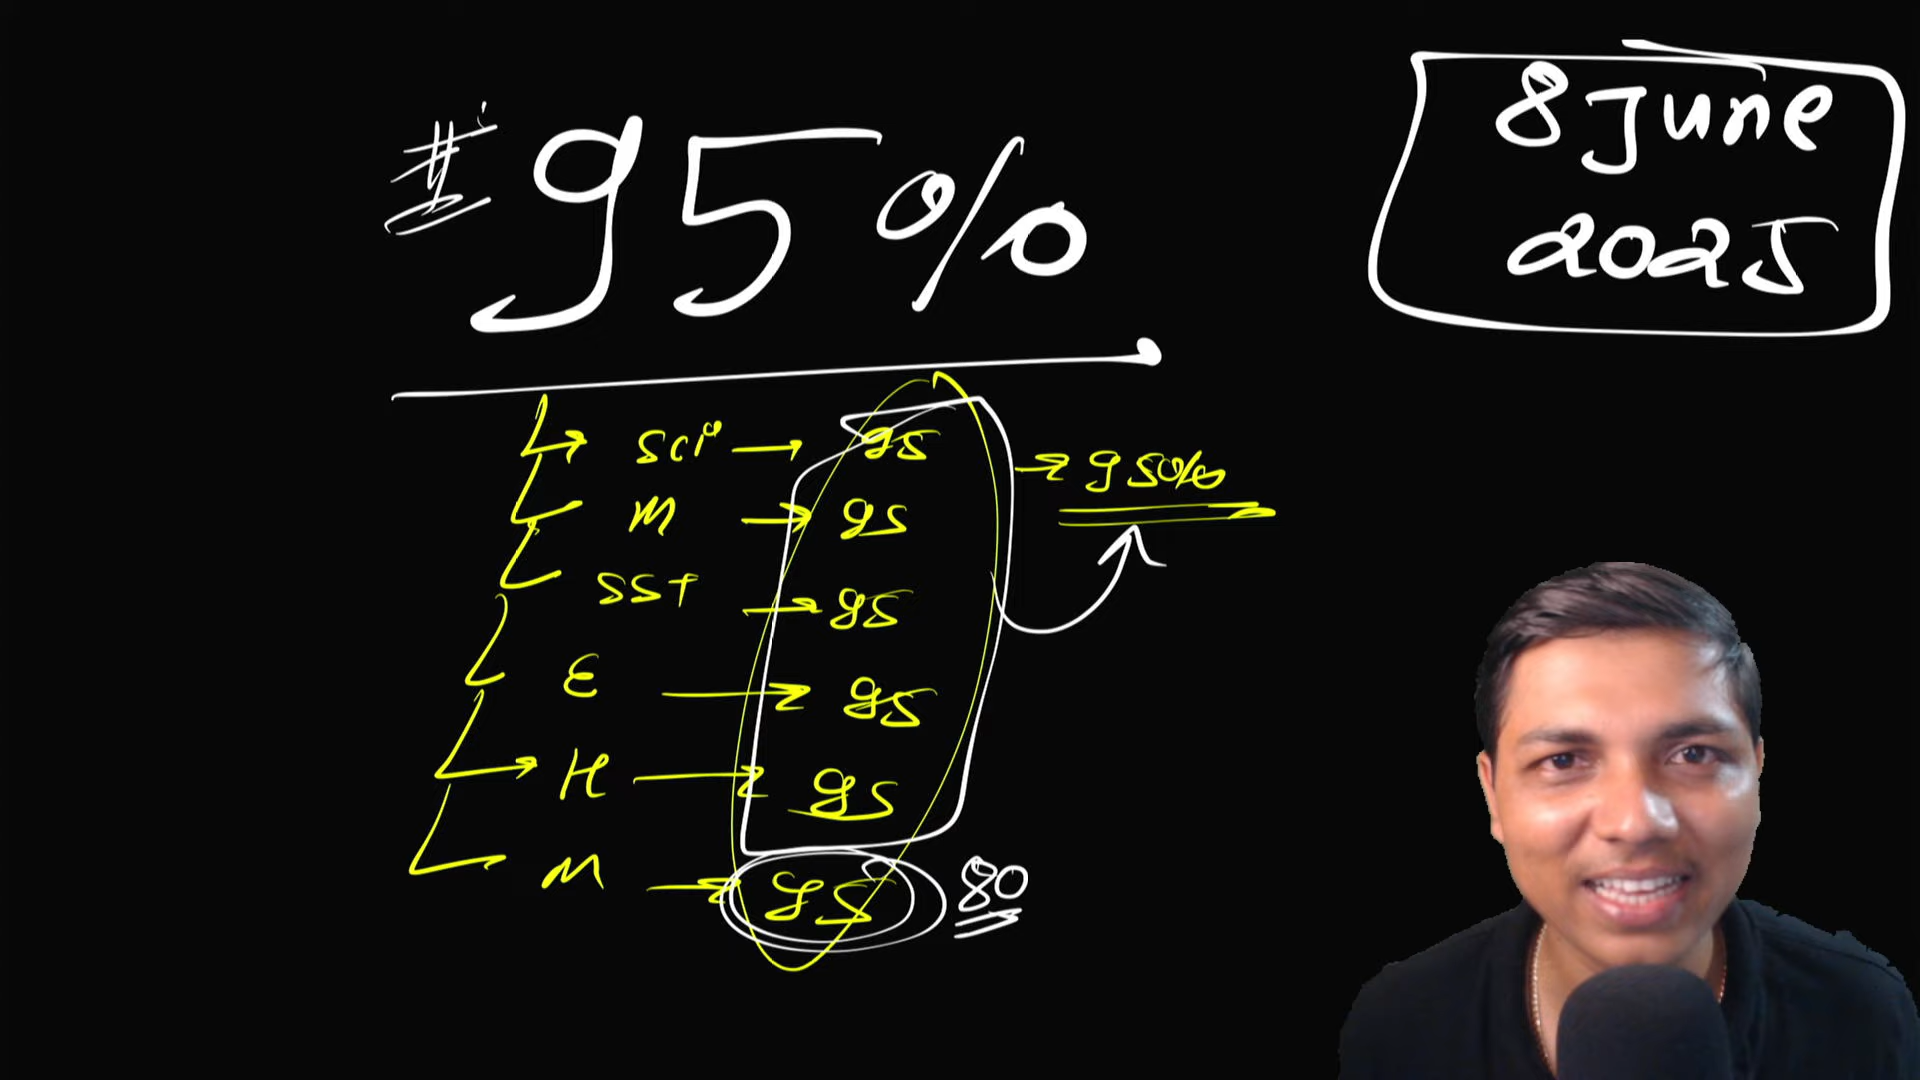 # 95%
8 June
2025
Sci → 95
→ 95%
M → 95
SST → 95
E → 95
H → 95
M → 95 80